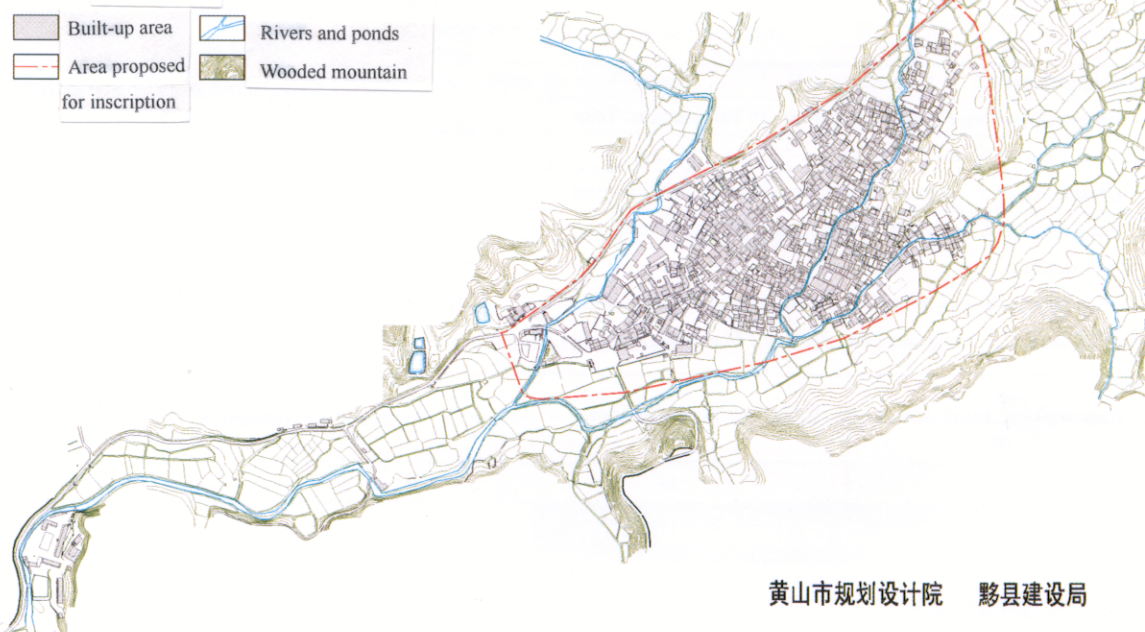 Built-up area
Rivers and ponds
Area proposed
for inscription
Wooded mountain
黄山市规划设计院 黟县建设局